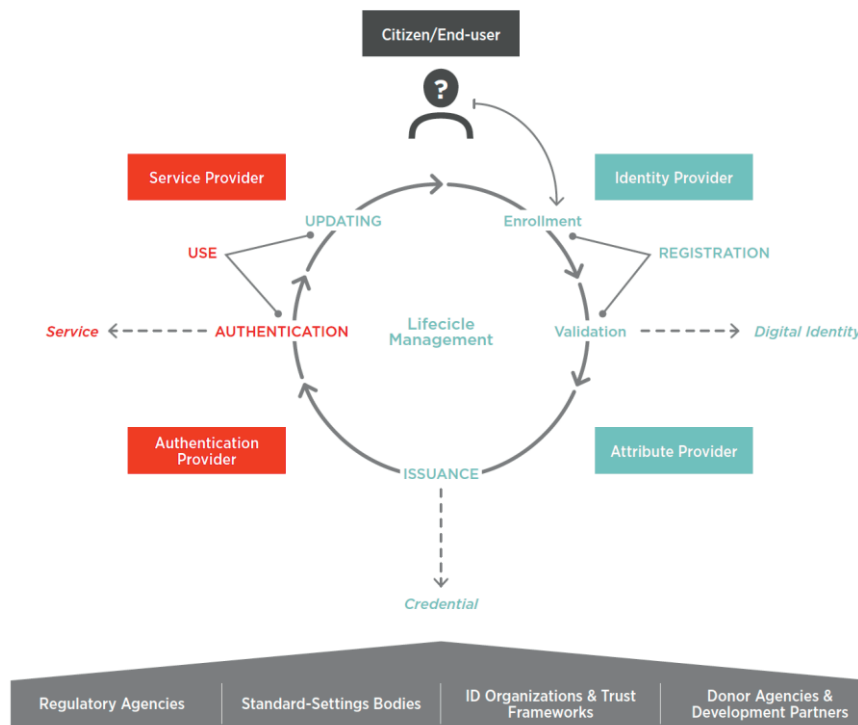 Citizen/End-user
?
Service Provider
Identity Provider
UPDATING
Enrollment
USE
REGISTRATION
Lifecicle
Management
Service
AUTHENTICATION
Validation
Digital Identity
Authentication
Provider
Attribute Provider
ISSUANCE
Credential
Regulatory Agencies
Standard-Settings Bodies
ID Organizations & Trust
Frameworks
Donor Agencies &
Development Partners